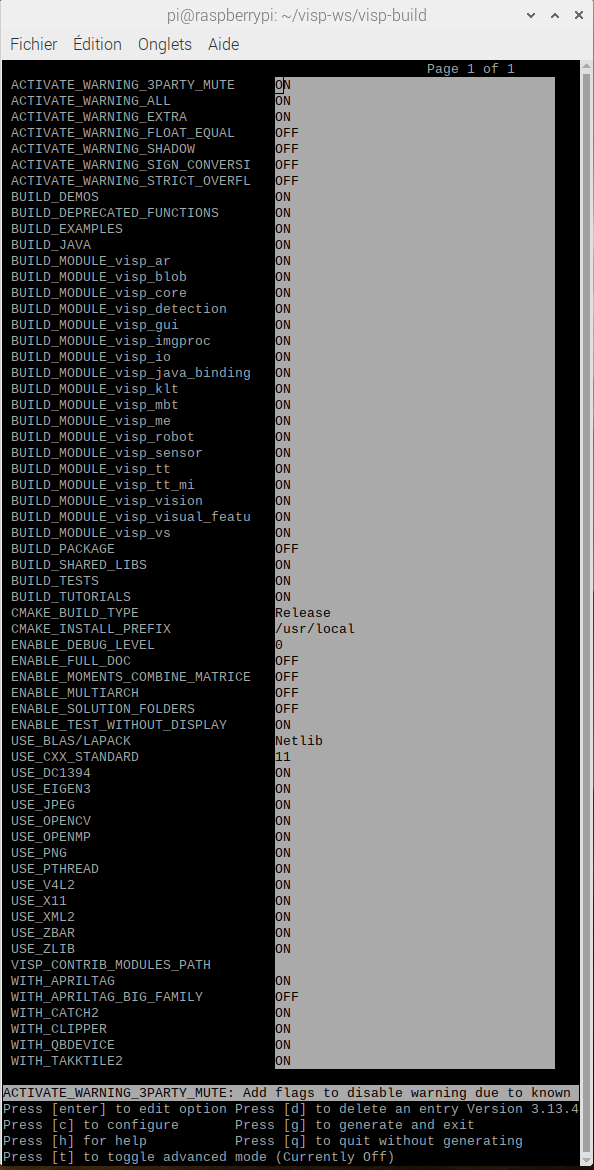 pi@raspberrypi: ~/visp-ws/visp-build
Fichier Édition Onglets Aide
Page 1 of 1
ACTIVATE_WARNING_3PARTY_MUTE ON
ACTIVATE_WARNING_ALL ON
ACTIVATE_WARNING_EXTRA ON
ACTIVATE_WARNING_FLOAT_EQUAL OFF
ACTIVATE_WARNING_SHADOW OFF
ACTIVATE_WARNING_SIGN_CONVERSI OFF
ACTIVATE_WARNING_STRICT_OVERFL OFF
BUILD_DEMOS ON
BUILD_DEPRECATED_FUNCTIONS ON
BUILD_EXAMPLES ON
BUILD_JAVA ON
BUILD_MODULE_visp_ar ON
BUILD_MODULE_visp_blob ON
BUILD_MODULE_visp_core ON
BUILD_MODULE_visp_detection ON
BUILD_MODULE_visp_gui ON
BUILD_MODULE_visp_imgproc ON
BUILD_MODULE_visp_io ON
BUILD_MODULE_visp_java_binding ON
BUILD_MODULE_visp_klt ON
BUILD_MODULE_visp_mbt ON
BUILD_MODULE_visp_me ON
BUILD_MODULE_visp_robot ON
BUILD_MODULE_visp_sensor ON
BUILD_MODULE_visp_tt ON
BUILD_MODULE_visp_tt_mi ON
BUILD_MODULE_visp_vision ON
BUILD_MODULE_visp_visual_featu ON
BUILD_MODULE_visp_vs ON
BUILD_PACKAGE OFF
BUILD_SHARED_LIBS ON
BUILD_TESTS ON
BUILD_TUTORIALS ON
CMAKE_BUILD_TYPE Release
CMAKE_INSTALL_PREFIX /usr/local
ENABLE_DEBUG_LEVEL 0
ENABLE_FULL_DOC OFF
ENABLE_MOMENTS_COMBINE_MATRICE OFF
ENABLE_MULTIARCH OFF
ENABLE_SOLUTION_FOLDERS OFF
ENABLE_TEST_WITHOUT_DISPLAY ON
USE_BLAS/LAPACK Netlib
USE_CXX_STANDARD 11
USE_DC1394 ON
USE_EIGEN3 ON
USE_JPEG ON
USE_OPENCV ON
USE_OPENMP ON
USE_PNG ON
USE_PTHREAD ON
USE_V4L2 ON
USE_X11 ON
USE_XML2 ON
USE_ZBAR ON
USE_ZLIB ON
VISP_CONTRIB_MODULES_PATH
WITH_APRILTAG ON
WITH_APRILTAG_BIG_FAMILY OFF
WITH_CATCH2 ON
WITH_CLIPPER ON
WITH_QBDEVICE ON
WITH_TAKKTILE2 ON
ACTIVATE_WARNING_3PARTY_MUTE: Add flags to disable warning due to known
Press [enter] to edit option Press [d] to delete an entry Version 3.13.4
Press [c] to configure Press [g] to generate and exit
Press [h] for help Press [q] to quit without generating
Press [t] to toggle advanced mode (Currently Off)